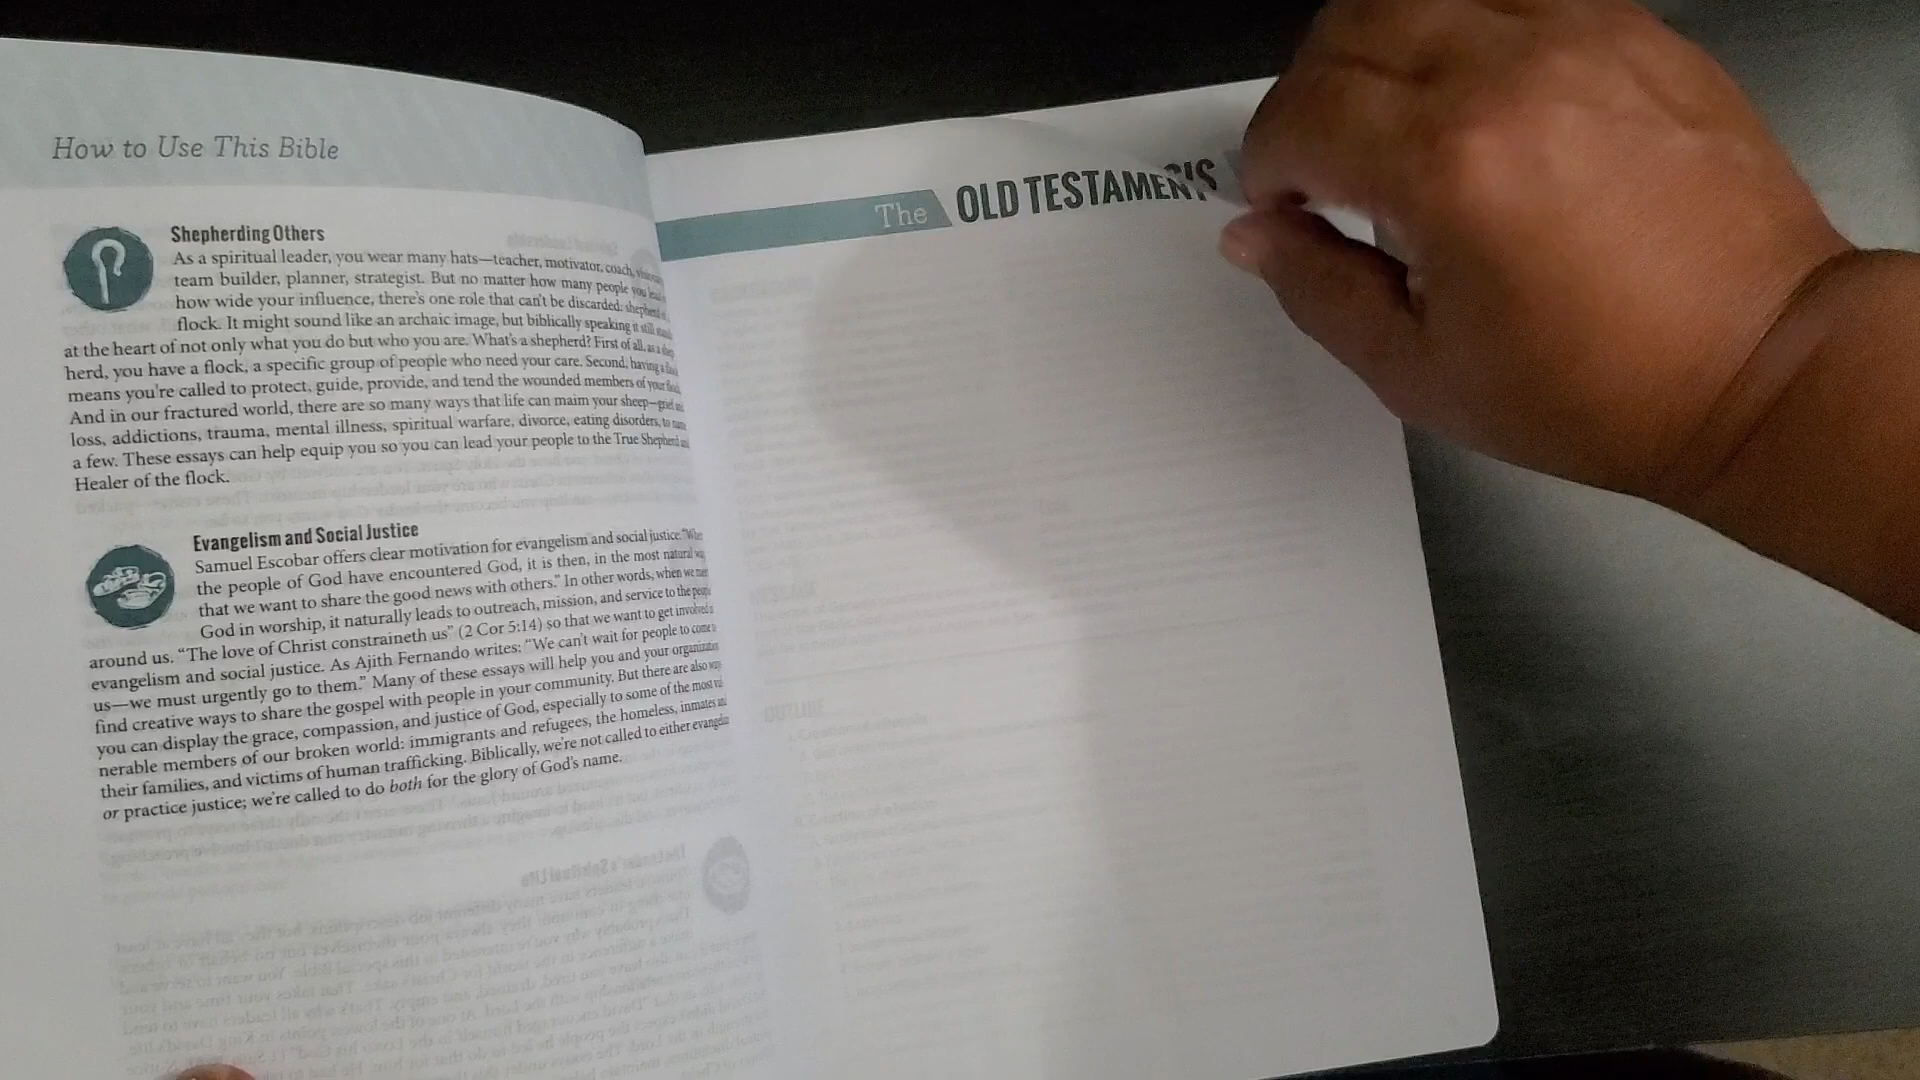 How to Use This Bible
Shepherding Others
As a spiritual leader, you wear many hats—teacher, motivator, coach,
team builder, planner, strategist. But no matter how many people you
how wide your influence, there's one role that can't be discarded:
flock. It might sound like an archaic image, but biblically speaking it still
at the heart of not only what you do but who you are. What's a shepherd? First of all, as a
herd, you have a flock, a specific group of people who need your care. Second, having a
means you're called to protect, guide, provide, and tend the wounded members of your
And in our fractured world, there are so many ways that life can maim your sheep—grief
loss, addictions, trauma, mental illness, spiritual warfare, divorce, eating disorders, to
a few. These essays can help equip you so you can lead your people to the True Shepherd
Healer of the flock.
Evangelism and Social Justice
Samuel Escobar offers clear motivation for evangelism and social justice.
the people of God have encountered God, it is then, in the most natural
that we want to share the good news with others." In other words, when we
God in worship, it naturally leads to outreach, mission, and service to the
around us. "The love of Christ constraineth us" (2 Cor 5:14) so that we want to get involved
evangelism and social justice. As Ajith Fernando writes: "We can't wait for people to come
us—we must urgently go to them." Many of these essays will help you and your
find creative ways to share the gospel with people in your community. But there are also
you can display the grace, compassion, and justice of God, especially to some of the most
nerable members of our broken world: immigrants and refugees, the homeless, inmates
their families, and victims of human trafficking. Biblically, we're not called to either
or practice justice; we're called to do both for the glory of God's name.
The OLD TESTAMEN
OUTLINE